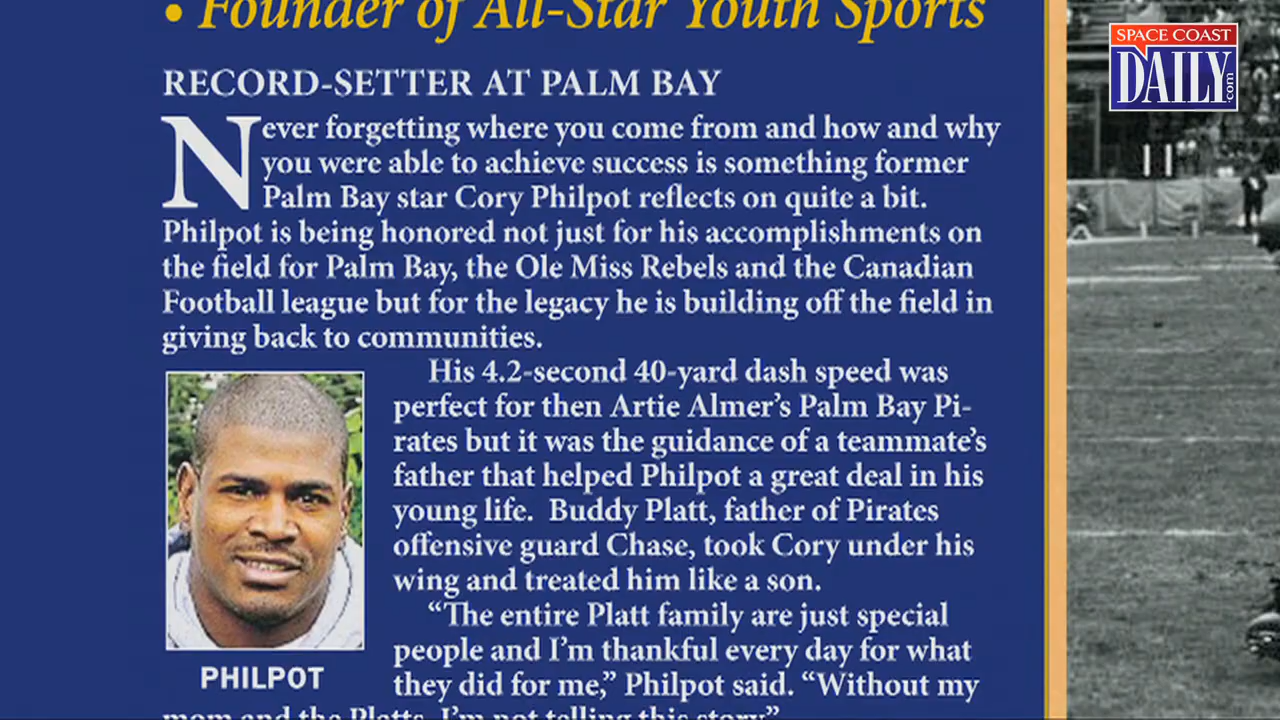 • Founder of All-Star Youth Sports
SPACE COAST
DAILY.com
RECORD-SETTER AT PALM BAY
Never forgetting where you come from and how and why
you were able to achieve success is something former
Palm Bay star Cory Philpot reflects on quite a bit.
Philpot is being honored not just for his accomplishments on
the field for Palm Bay, the Ole Miss Rebels and the Canadian
Football league but for the legacy he is building off the field in
giving back to communities.
His 4.2-second 40-yard dash speed was
perfect for then Artie Almer’s Palm Bay Pi-
rates but it was the guidance of a teammate’s
father that helped Philpot a great deal in his
young life.  Buddy Platt, father of Pirates
offensive guard Chase, took Cory under his
wing and treated him like a son.
“The entire Platt family are just special
people and I’m thankful every day for what
they did for me,” Philpot said. “Without my
mom and the Platts, I’m not telling this story.”
PHILPOT